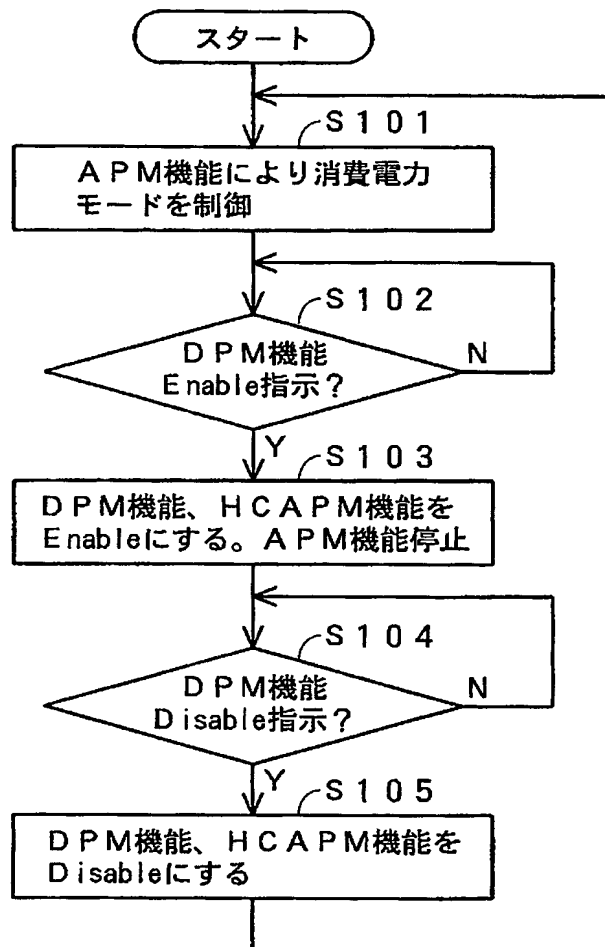 スタート
S101
APM機能により消費電力
モードを制御
S102
DPM機能
Enable指示?
N
Y
S103
DPM機能、HCAPM機能を
Enableにする。APM機能停止
S104
DPM機能
Disable指示?
N
Y
S105
DPM機能、HCAPM機能を
Disableにする